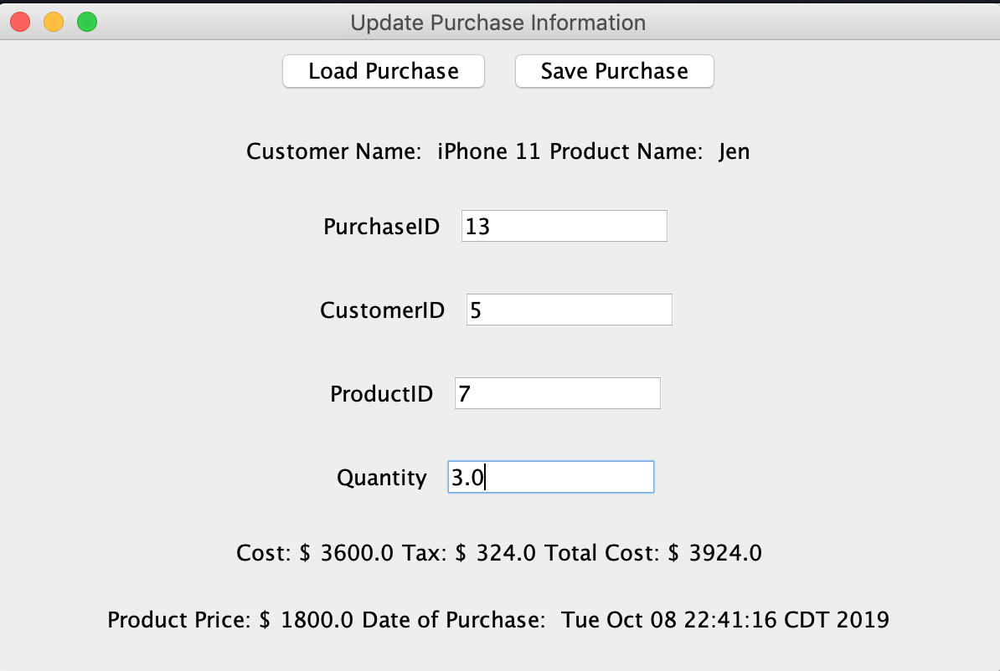 Update Purchase Information
Load Purchase Save Purchase
Customer Name: iPhone 11 Product Name: Jen
PurchaseID 13
CustomerID 5
ProductID 7
Quantity 3.0
Cost: $ 3600.0 Tax: $ 324.0 Total Cost: $ 3924.0
Product Price: $ 1800.0 Date of Purchase: Tue Oct 08 22:41:16 CDT 2019